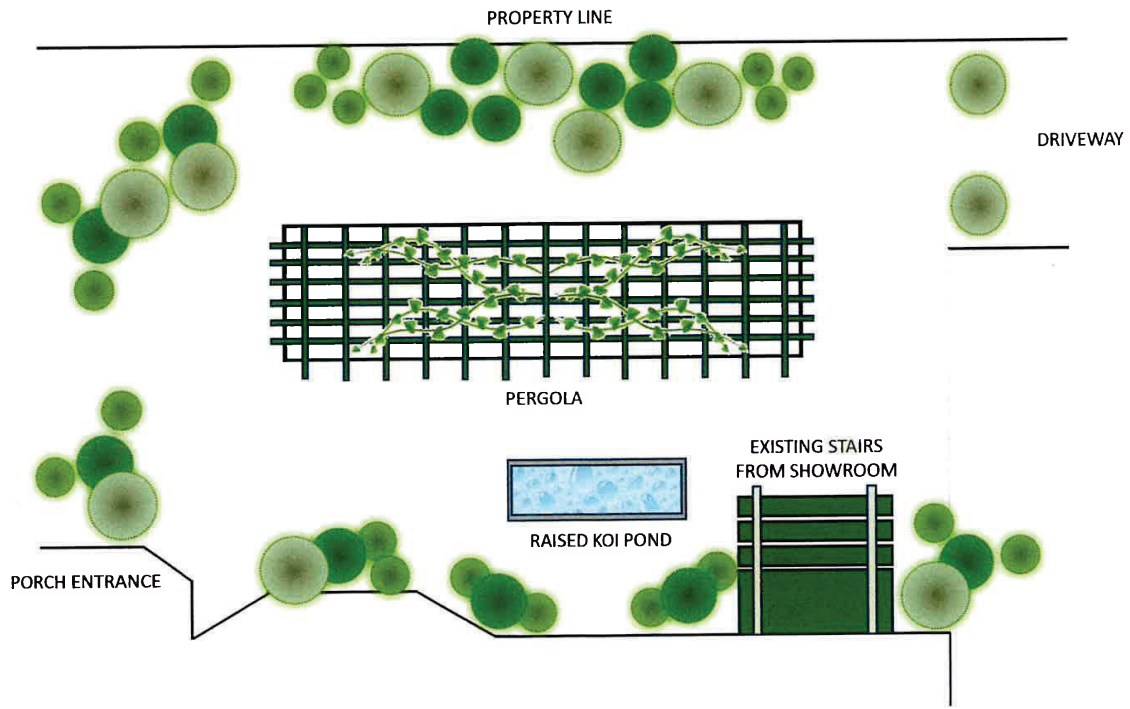 PROPERTY LINE
DRIVEWAY
PERGOLA
EXISTING STAIRS
FROM SHOWROOM
RAISED KOI POND
PORCH ENTRANCE